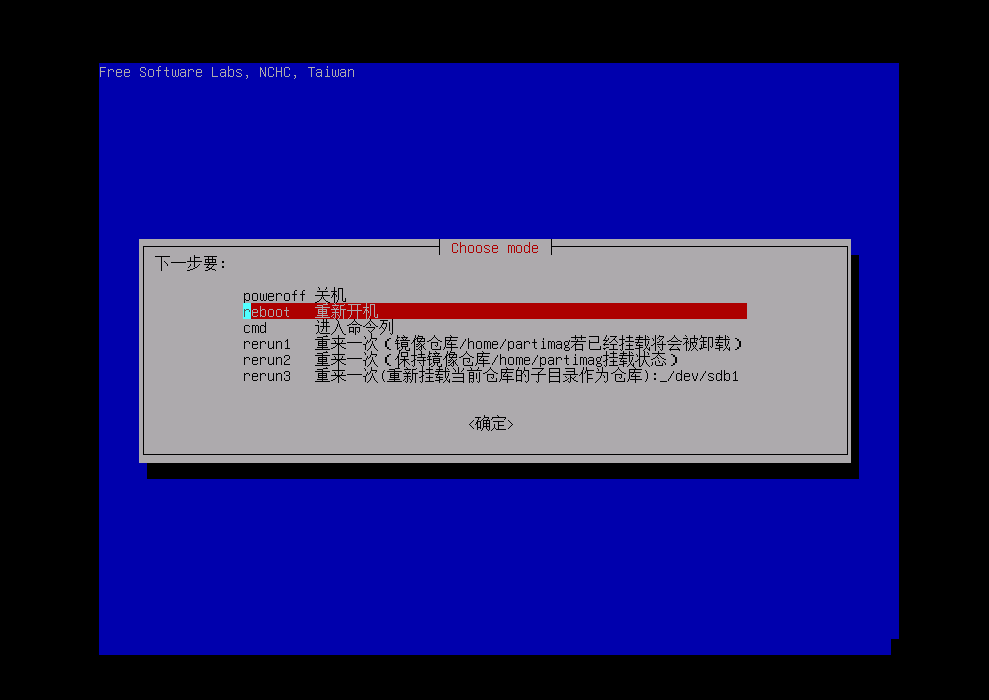 Free Software Labs, NCHC, Taiwan
Choose mode
下一步要:
poweroff 关机
reboot 重新开机
cmd 进入命令列
rerun1 重来一次（镜像仓库/home/partimag若已经挂载将会被卸载）
rerun2 重来一次（保持镜像仓库/home/partimag挂载状态）
rerun3 重来一次(重新挂载当前仓库的子目录作为仓库):_/dev/sdb1
<确定>